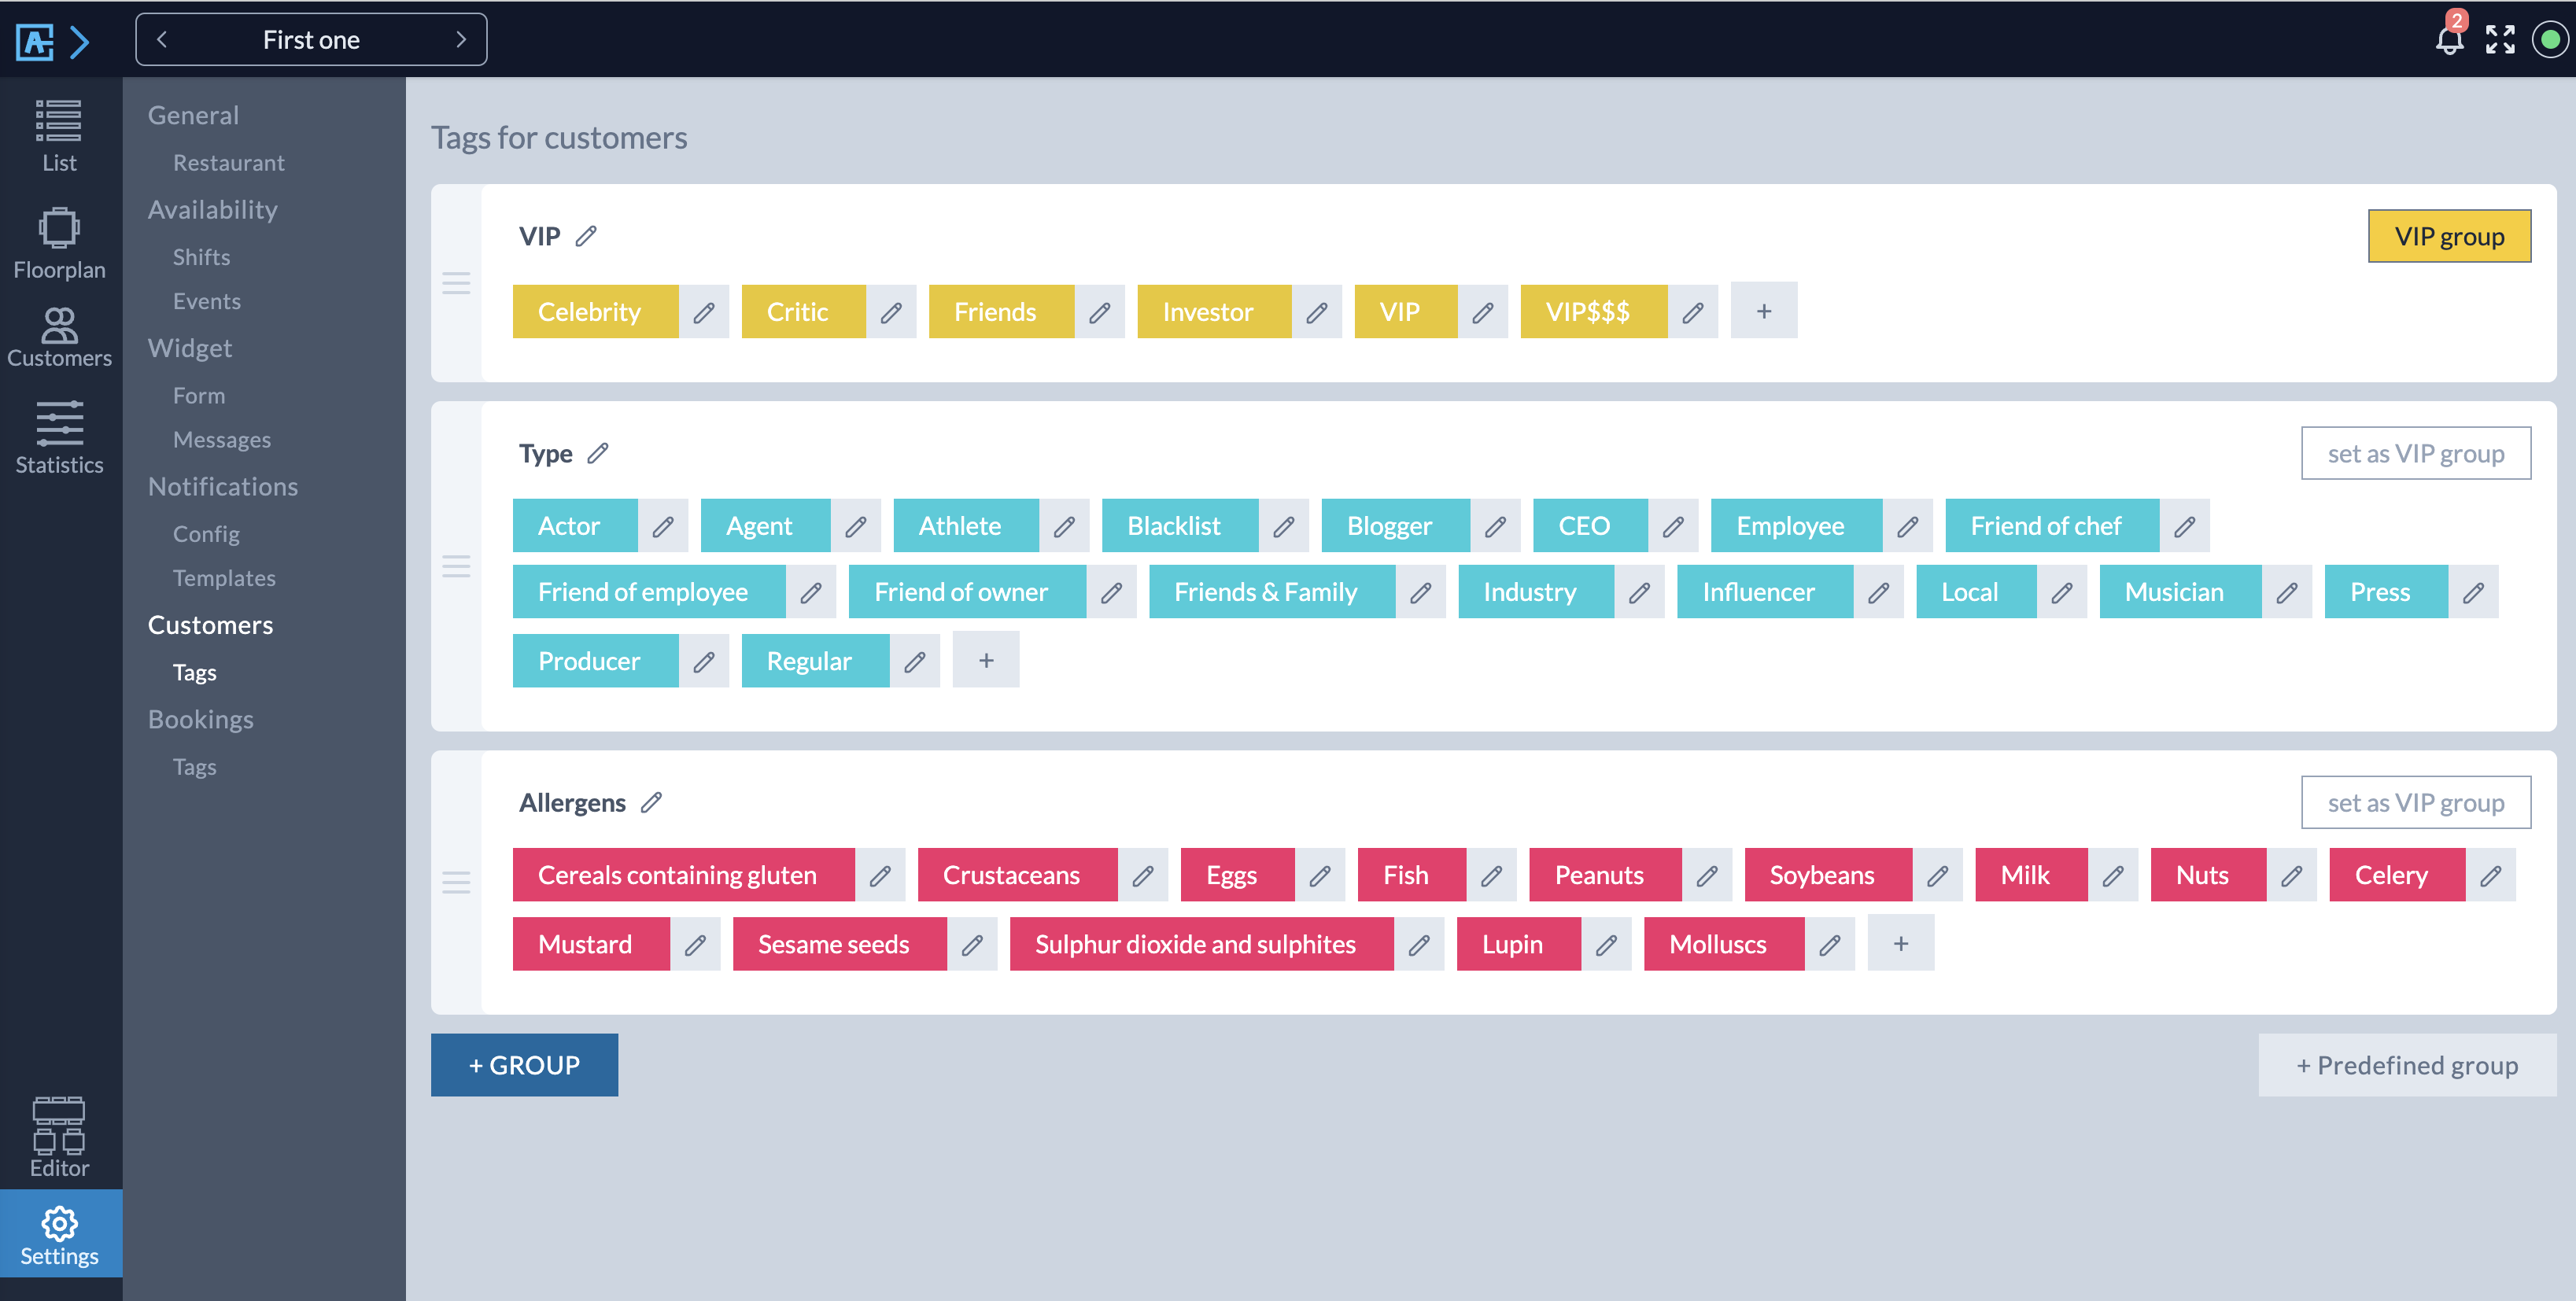 First one
2
List
Floorplan
Customers
Statistics
Editor
Settings
General
Restaurant
Availability
Shifts
Events
Widget
Form
Messages
Notifications
Config
Templates
Customers
Tags
Bookings
Tags
Tags for customers
VIP
VIP group
Celebrity Critic Friends Investor VIP VIP$$$ +
Type
set as VIP group
Actor Agent Athlete Blacklist Blogger CEO Employee Friend of chef
Friend of employee Friend of owner Friends & Family Industry Influencer Local Musician Press
Producer Regular +
Allergens
set as VIP group
Cereals containing gluten Crustaceans Eggs Fish Peanuts Soybeans Milk Nuts Celery
Mustard Sesame seeds Sulphur dioxide and sulphites Lupin Molluscs +
+ GROUP
+ Predefined group